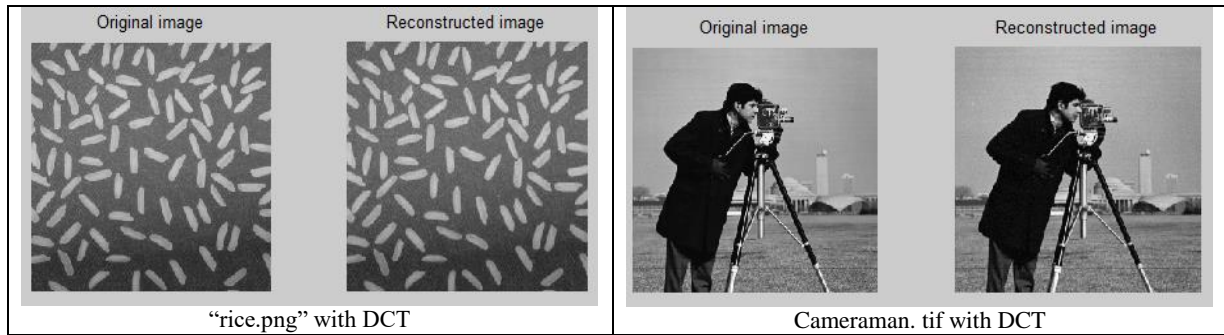 Original image
Reconstructed image
“rice.png” with DCT
Original image
Reconstructed image
Cameraman. tif with DCT